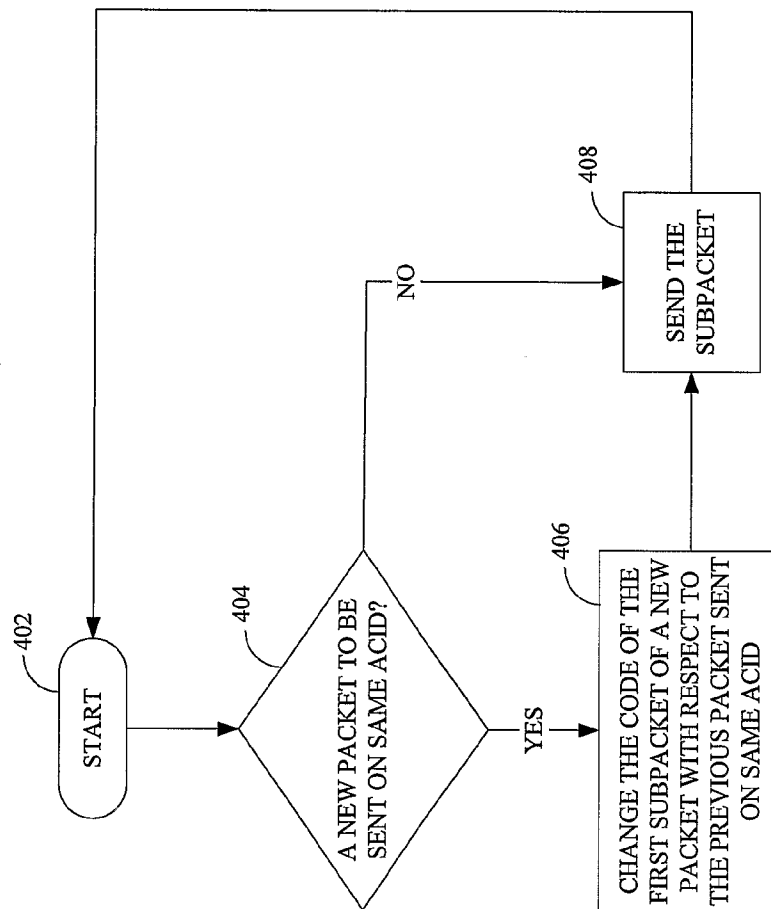 402
START
404
A NEW PACKET TO BE
SENT ON SAME ACID?
NO
YES
406
CHANGE THE CODE OF THE
FIRST SUBPACKET OF A NEW
PACKET WITH RESPECT TO
THE PREVIOUS PACKET SENT
ON SAME ACID
408
SEND THE
SUBPACKET